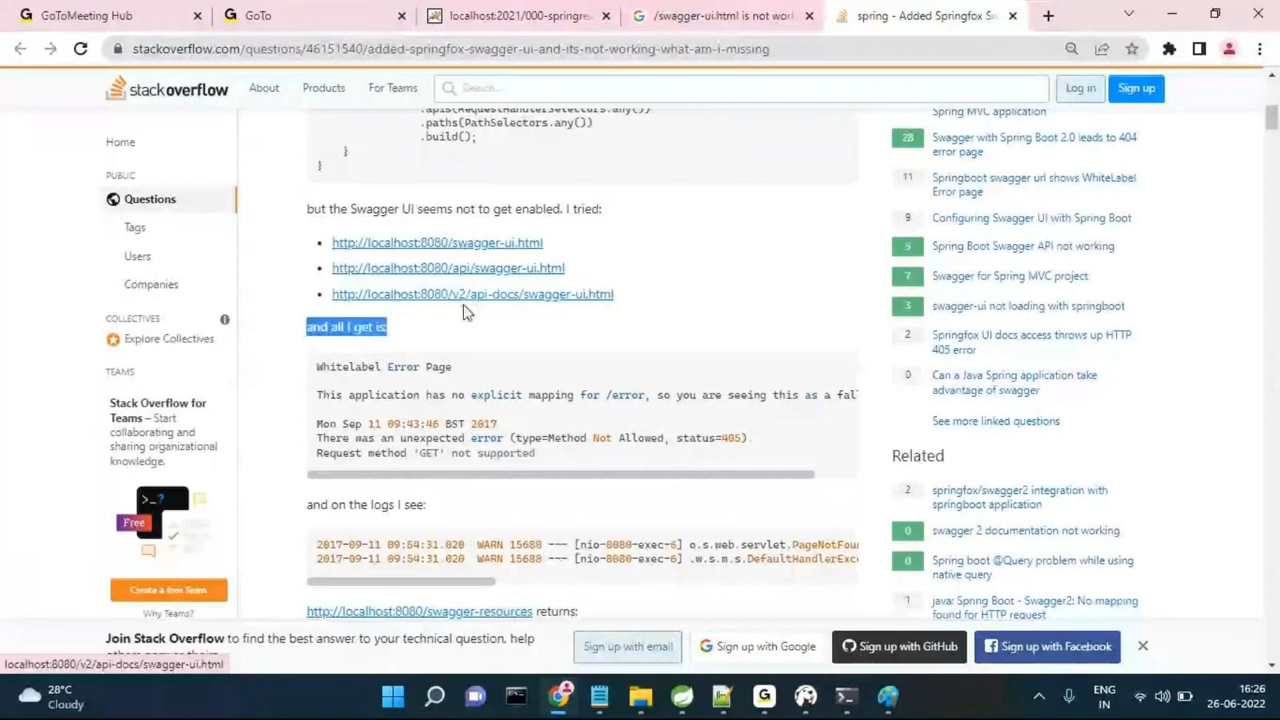 GoToMeeting Hub
GoTo
localhost:2021/000-springre
/swagger-ui.html is not wor
spring - Added Springfox Sw
stackoverflow.com/questions/46151540/added-springfox-swagger-ui-and-its-not-working-what-am-i-missing
stack overflow
About
Products
For Teams
Search...
Log in
Sign up
.apis(RequestHandlerSelectors.any())
.paths(PathSelectors.any())
.build();
}
}
but the Swagger UI seems not to get enabled. I tried:
• http://localhost:8080/swagger-ui.html
• http://localhost:8080/api/swagger-ui.html
• http://localhost:8080/v2/api-docs/swagger-ui.html
and all I get is:
Whitelabel Error Page
This application has no explicit mapping for /error, so you are seeing this as a fal
Mon Sep 11 09:43:46 BST 2017
There was an unexpected error (type=Method Not Allowed, status=405).
Request method 'GET' not supported
and on the logs I see:
2017-09-11 09:54:31.020 WARN 15688 --- [nio-8080-exec-6] o.s.web.servlet.PageNotFou
2017-09-11 09:54:31.020 WARN 15688 --- [nio-8080-exec-6] .w.s.m.s.DefaultHandlerExc
http://localhost:8080/swagger-resources returns:
Home
PUBLIC
Questions
Tags
Users
Companies
COLLECTIVES
Explore Collectives
TEAMS
Stack Overflow for
Teams – Start
collaborating and
sharing organizational
knowledge.
>_?
Free
Create a free Team
Why Teams?
Spring MVC application
28 Swagger with Spring Boot 2.0 leads to 404
error page
11 Springboot swagger url shows WhiteLabel
Error page
9 Configuring Swagger UI with Spring Boot
5 Spring Boot Swagger API not working
7 Swagger for Spring MVC project
3 swagger-ui not loading with springboot
2 Springfox UI docs access throws up HTTP
405 error
0 Can a Java Spring application take
advantage of swagger
See more linked questions
Related
2 springfox/swagger2 integration with
springboot application
0 swagger 2 documentation not working
0 Spring boot @Query problem while using
native query
1 java: Spring Boot - Swagger2: No mapping
found for HTTP request
Join Stack Overflow to find the best answer to your technical question, help
Sign up with email
Sign up with Google
Sign up with GitHub
Sign up with Facebook
localhost:8080/v2/api-docs/swagger-ui.html
28°C
Cloudy
ENG
IN
16:26
26-06-2022